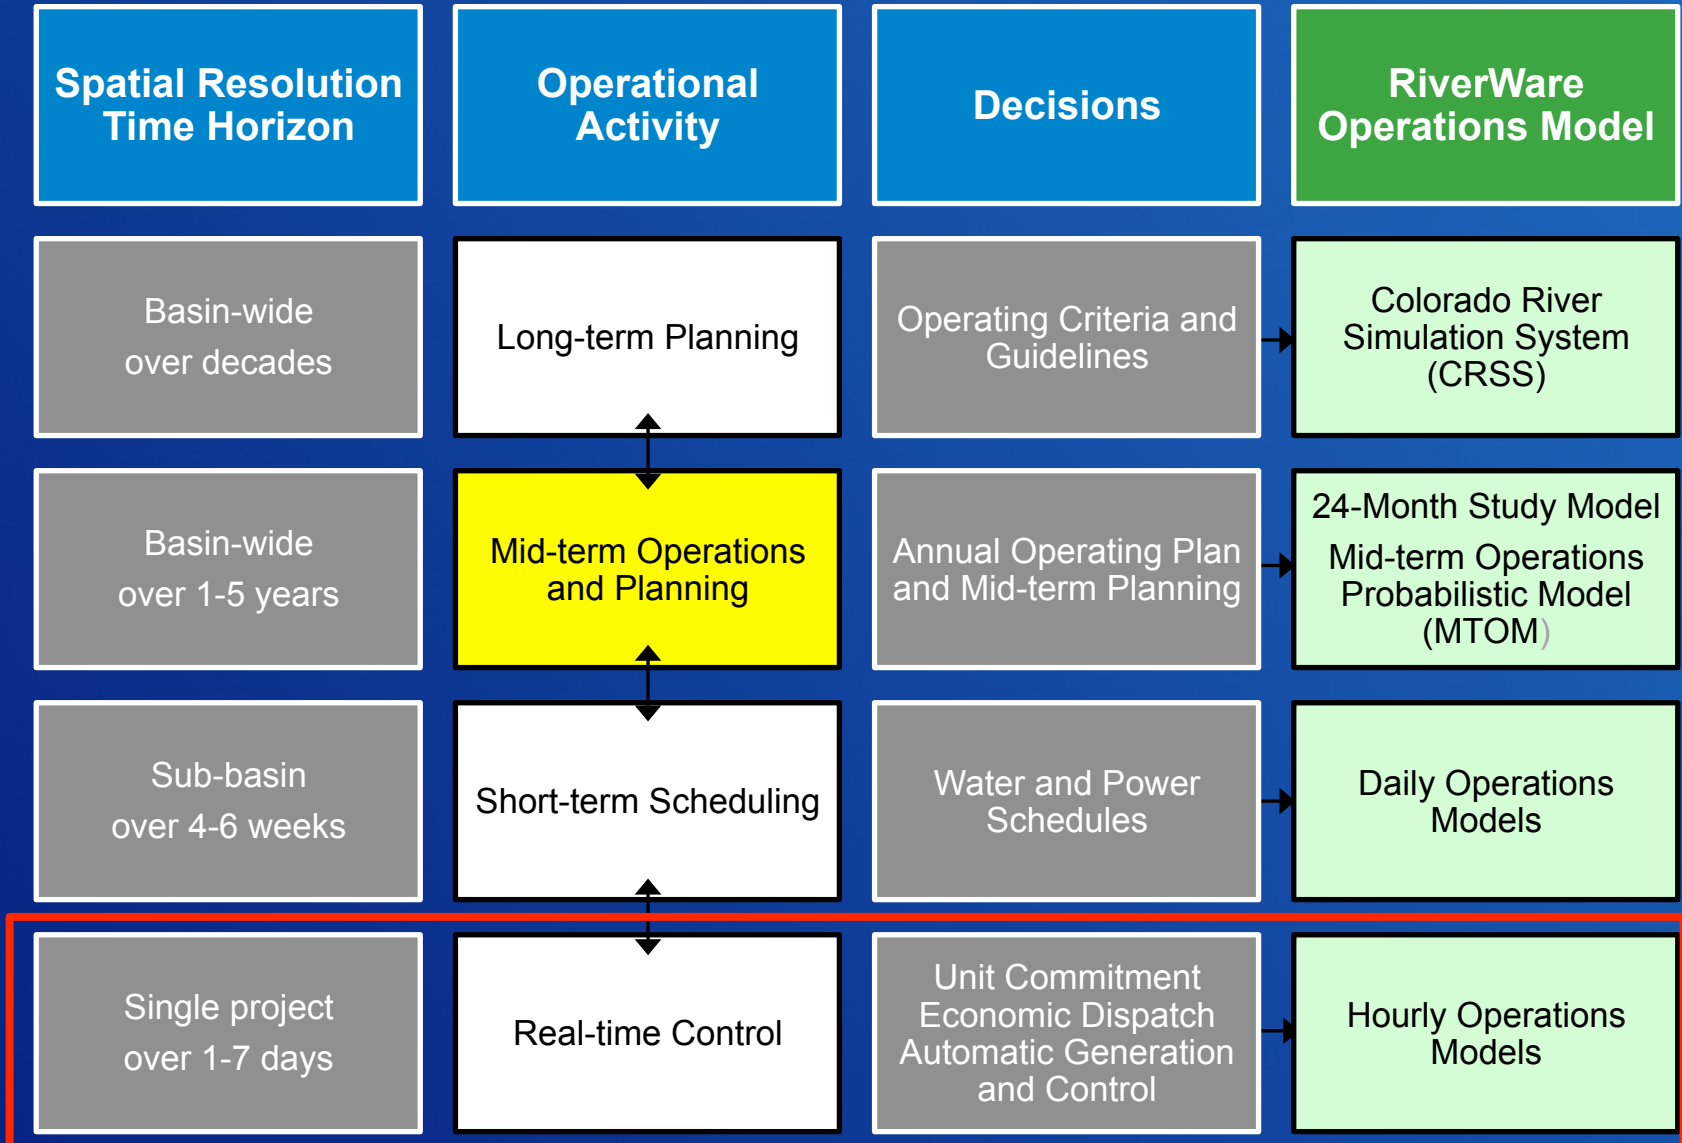 Spatial Resolution
Time Horizon
Operational
Activity
Decisions
RiverWare
Operations Model
Basin-wide
over decades
Long-term Planning
Operating Criteria and
Guidelines
Colorado River
Simulation System
(CRSS)
Basin-wide
over 1-5 years
Mid-term Operations
and Planning
Annual Operating Plan
and Mid-term Planning
24-Month Study Model
Mid-term Operations
Probabilistic Model
(MTOM)
Sub-basin
over 4-6 weeks
Short-term Scheduling
Water and Power
Schedules
Daily Operations
Models
Single project
over 1-7 days
Real-time Control
Unit Commitment
Economic Dispatch
Automatic Generation
and Control
Hourly Operations
Models